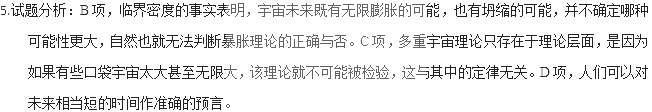 5.试题分析：B 项，临界密度的事实表明，宇宙未来既有无限膨胀的可能，也有坍缩的可能，并不确定哪种
可能性更大，自然也就无法判断暴胀理论的正确与否。C 项，多重宇宙理论只存在于理论层面，是因为
如果有些口袋宇宙太大甚至无限大，该理论就不可能被检验，这与其中的定律无关。D 项，人们可以对
未来相当短的时间作准确的预言。